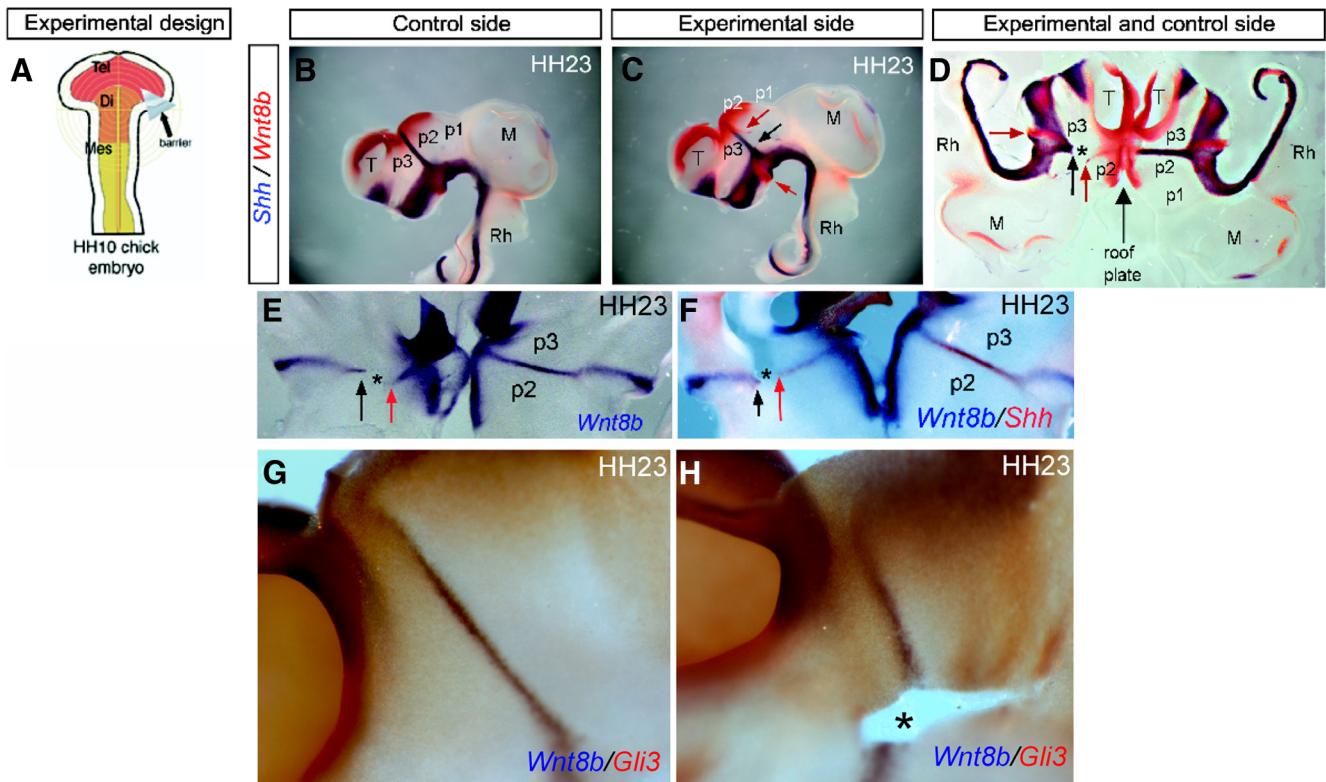 Experimental design
Control side
Experimental side
Experimental and control side
A
Tel
Di
Mes
barrier
HH10 chick
embryo
Shh / Wnt8b
B
HH23
p1
p2
p3
T
M
Rh
C
HH23
p2
p1
p3
T
M
Rh
D
T
T
p3
p3
Rh
*
Rh
p2
p2
p1
M
M
roof
plate
E
HH23
p3
*
p2
Wnt8b
F
HH23
p3
*
p2
Wnt8b/Shh
G
HH23
Wnt8b/Gli3
H
HH23
*
Wnt8b/Gli3